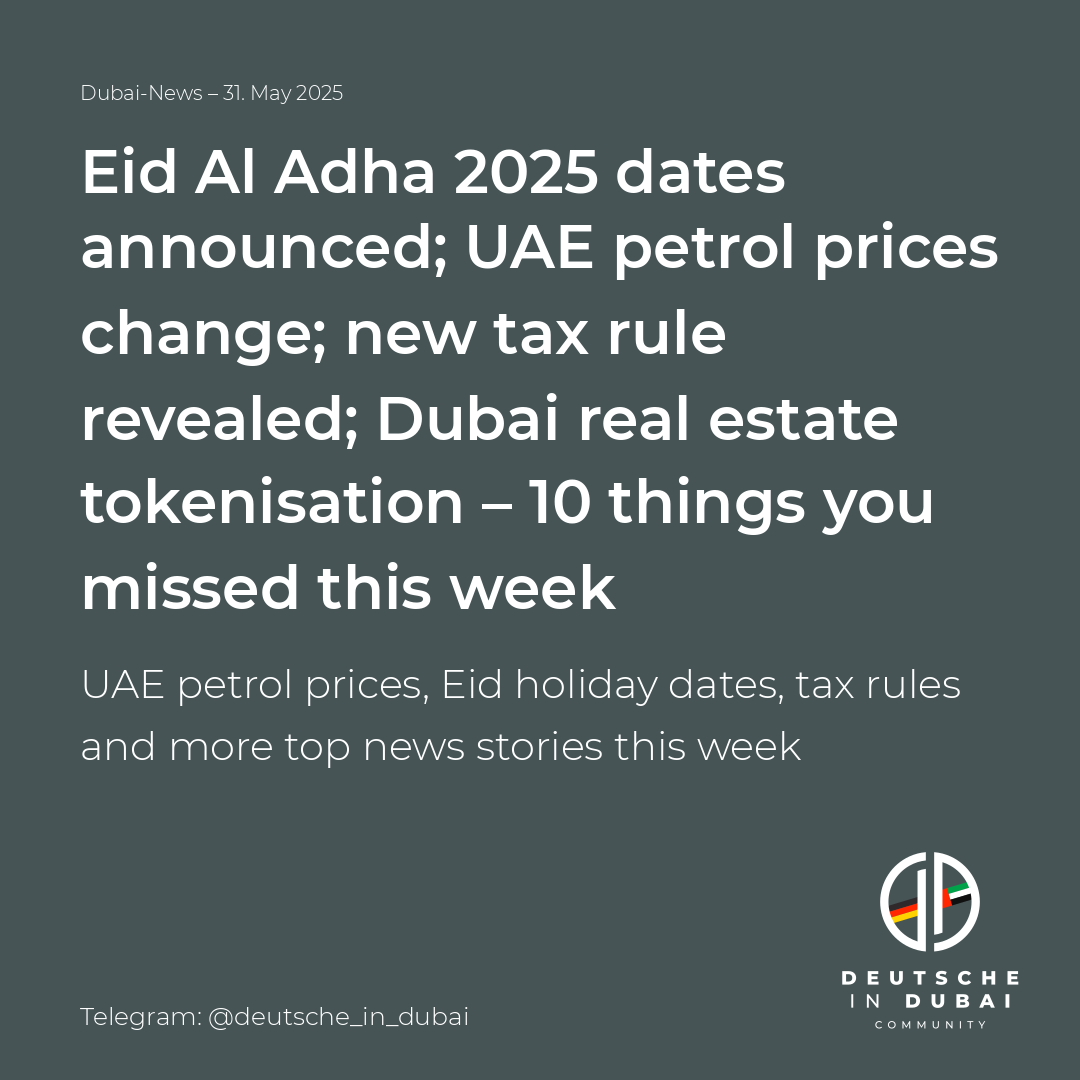 Dubai-News – 31. May 2025
Eid Al Adha 2025 dates
announced; UAE petrol prices
change; new tax rule
revealed; Dubai real estate
tokenisation – 10 things you
missed this week
UAE petrol prices, Eid holiday dates, tax rules
and more top news stories this week
DEUTSCHE
IN DUBAI
COMMUNITY
Telegram: @deutsche_in_dubai